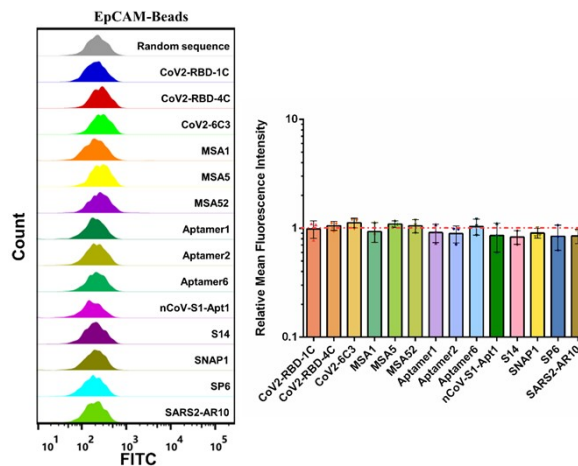 EpCAM-Beads
Random sequence
CoV2-RBD-1C
CoV2-RBD-4C
CoV2-6C3
MSA1
MSA5
MSA52
Aptamer1
Aptamer2
Aptamer6
nCoV-S1-Apt1
S14
SNAP1
SP6
SARS2-AR10
Count
10¹ 10² 10³ 10⁴ 10⁵
FITC
Relative Mean Fluorescence Intensity
10
1
0.1
CoV2-RBD-1C
CoV2-RBD-4C
CoV2-6C3
MSA1
MSA5
MSA52
Aptamer1
Aptamer2
Aptamer6
nCoV-S1-Apt1
S14
SNAP1
SP6
SARS2-AR10